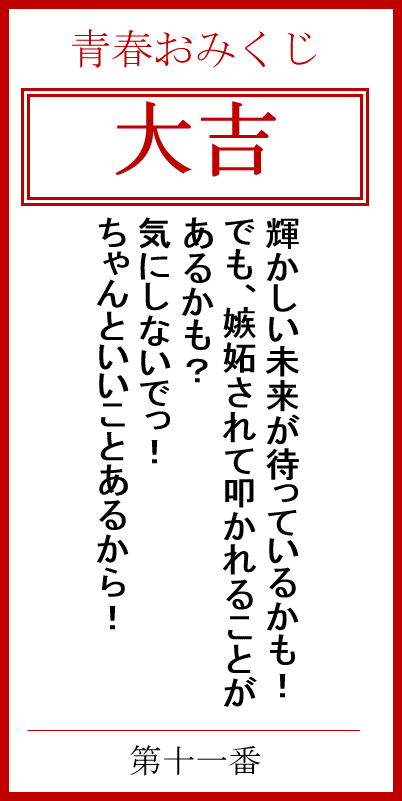 青春おみくじ
大吉
輝かしい未来が待っているかも！
でも、嫉妬されて叩かれることが
あるかも？
気にしないでっ！
ちゃんといいことあるから！
第十一番